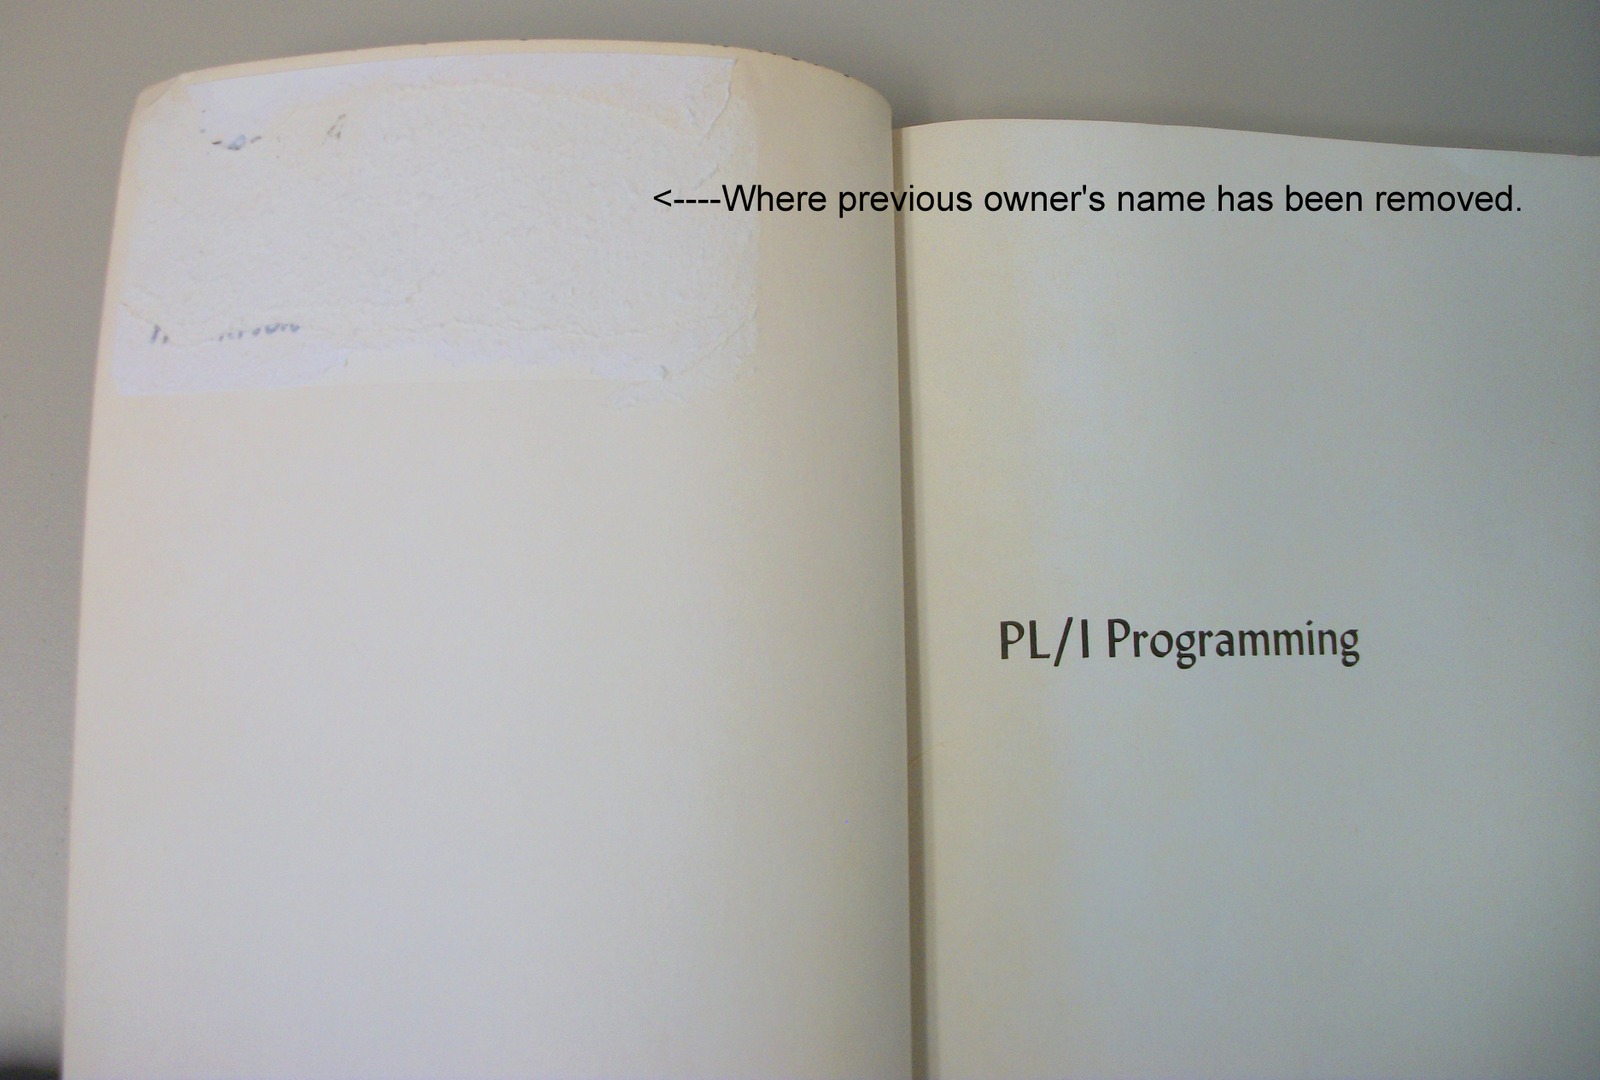 <----Where previous owner's name has been removed.
PL/I Programming